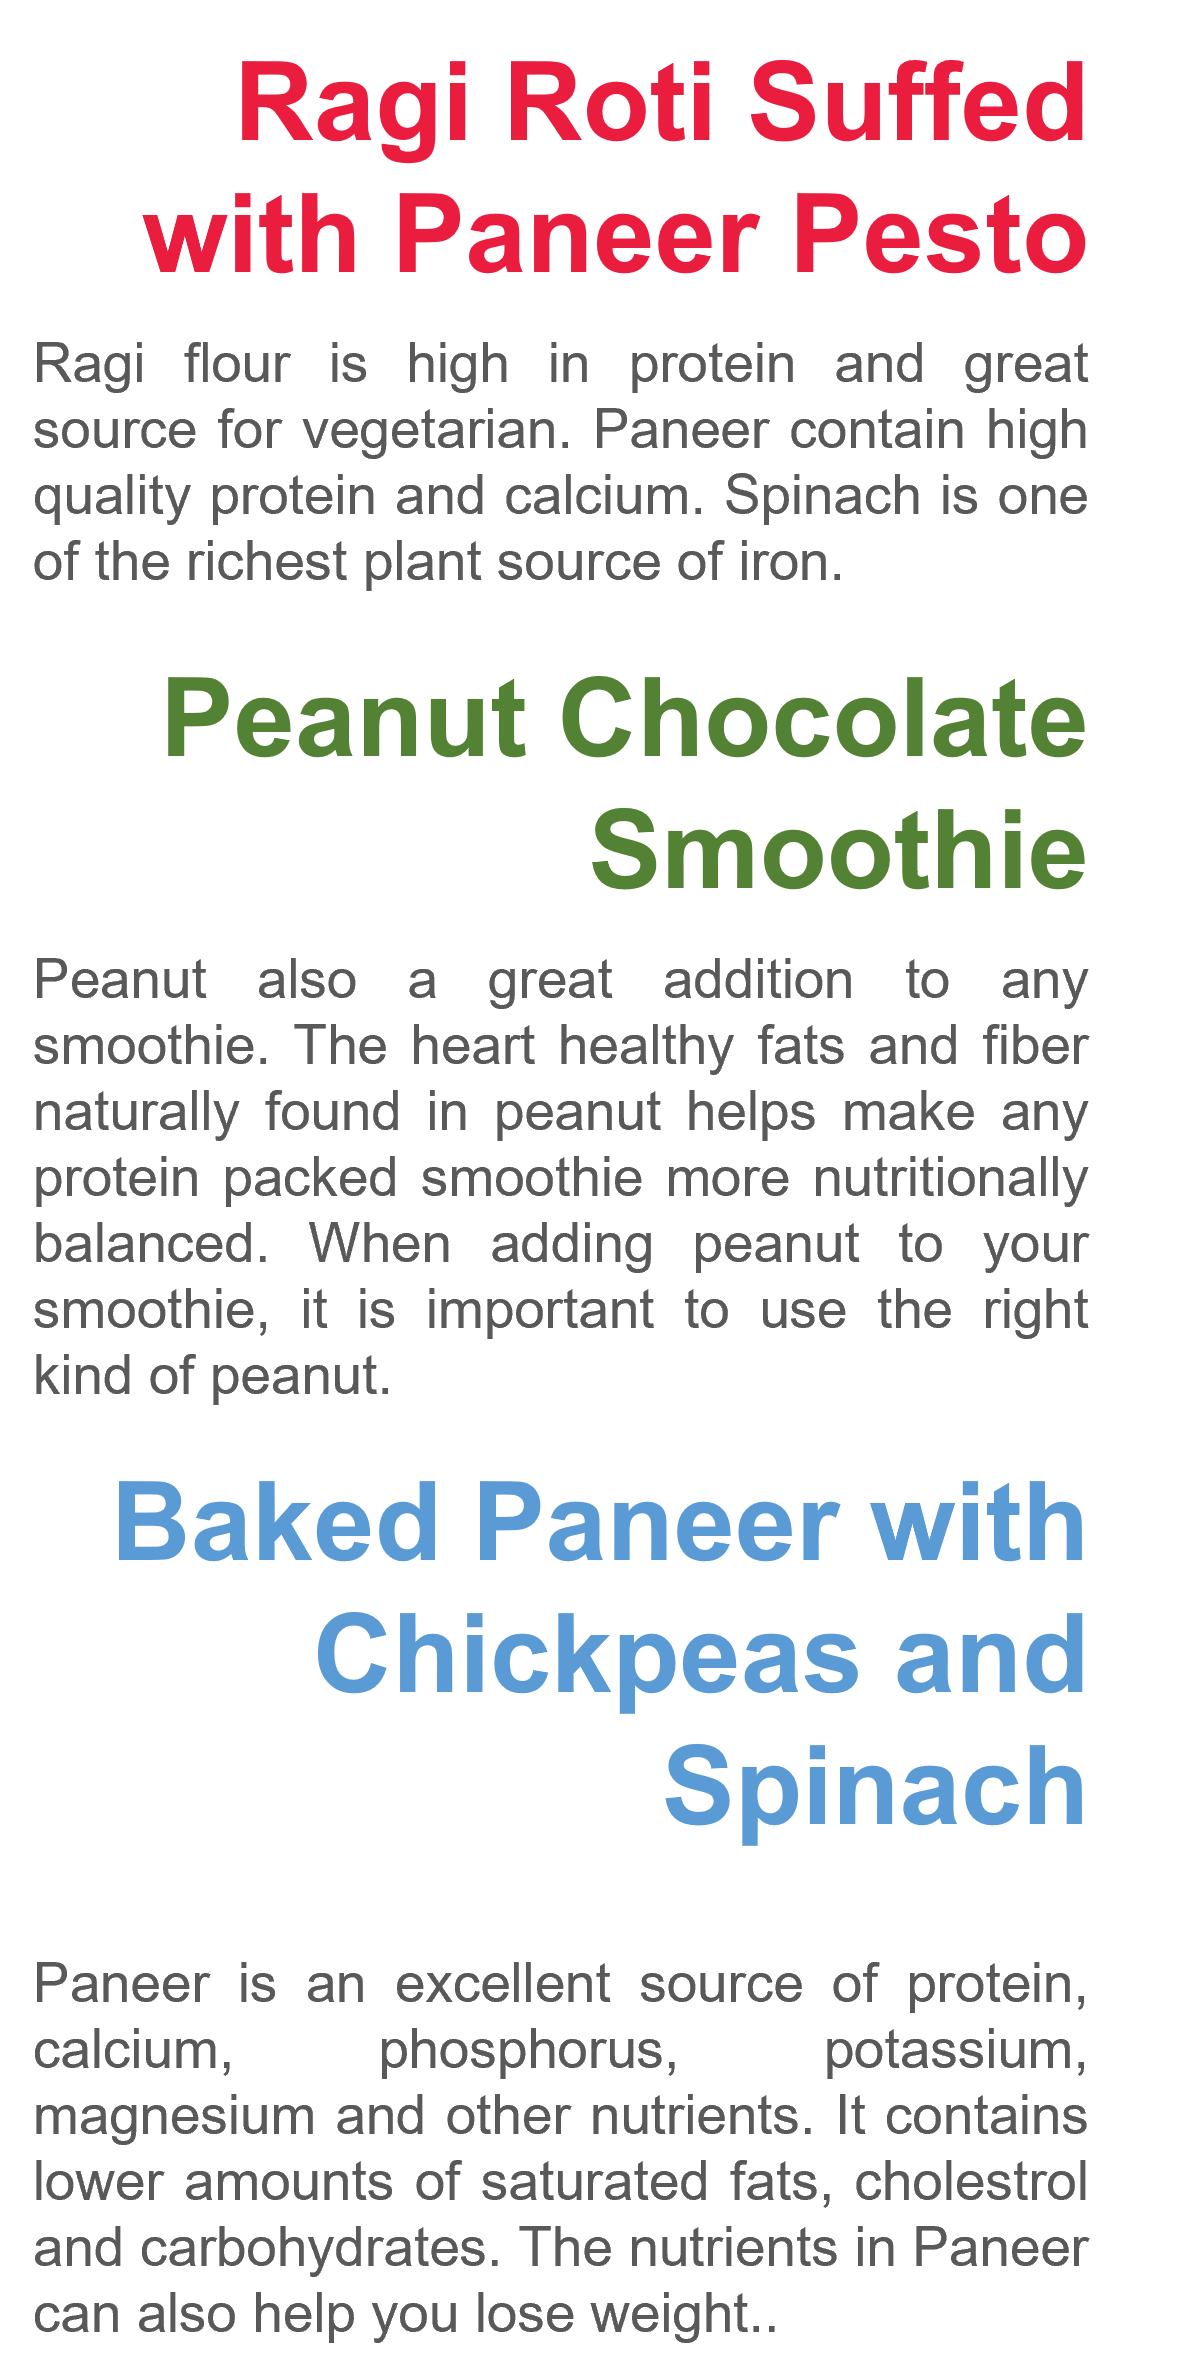 Ragi Roti Suffed
with Paneer Pesto
Ragi flour is high in protein and great
source for vegetarian. Paneer contain high
quality protein and calcium. Spinach is one
of the richest plant source of iron.
Peanut Chocolate
Smoothie
Peanut also a great addition to any
smoothie. The heart healthy fats and fiber
naturally found in peanut helps make any
protein packed smoothie more nutritionally
balanced. When adding peanut to your
smoothie, it is important to use the right
kind of peanut.
Baked Paneer with
Chickpeas and
Spinach
Paneer is an excellent source of protein,
calcium, phosphorus, potassium,
magnesium and other nutrients. It contains
lower amounts of saturated fats, cholestrol
and carbohydrates. The nutrients in Paneer
can also help you lose weight..